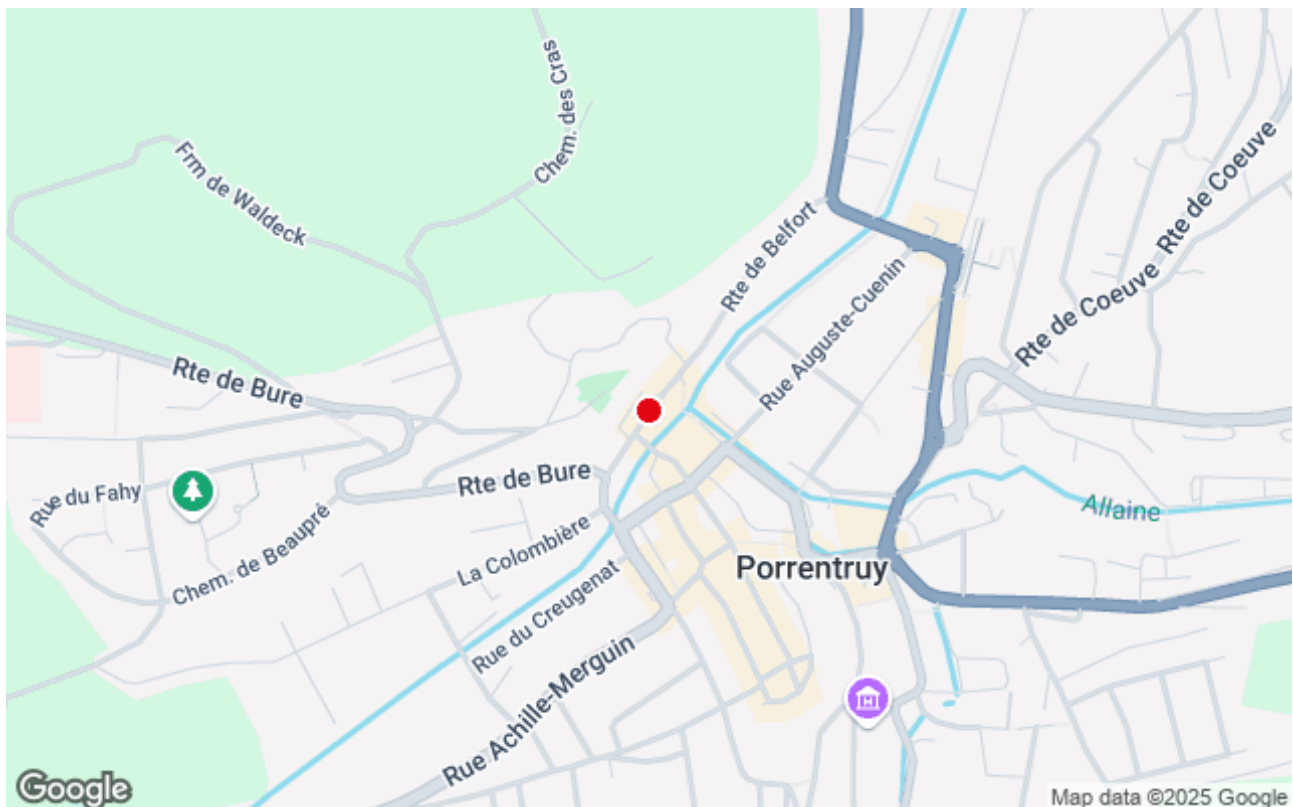 Chem. des Cras
Frm de Waldeck
Rte de Coeuve
Rte de Coeuve
Rte de Belfort
Rue Auguste-Cuenin
Rte de Bure
Rte de Bure
Rue du Fahy
Allaine
La Colombière
Chem. de Beaupré
Porrentruy
Rue du Creugenat
Rue Achille-Merguin
H
Google
Map data ©2025 Google